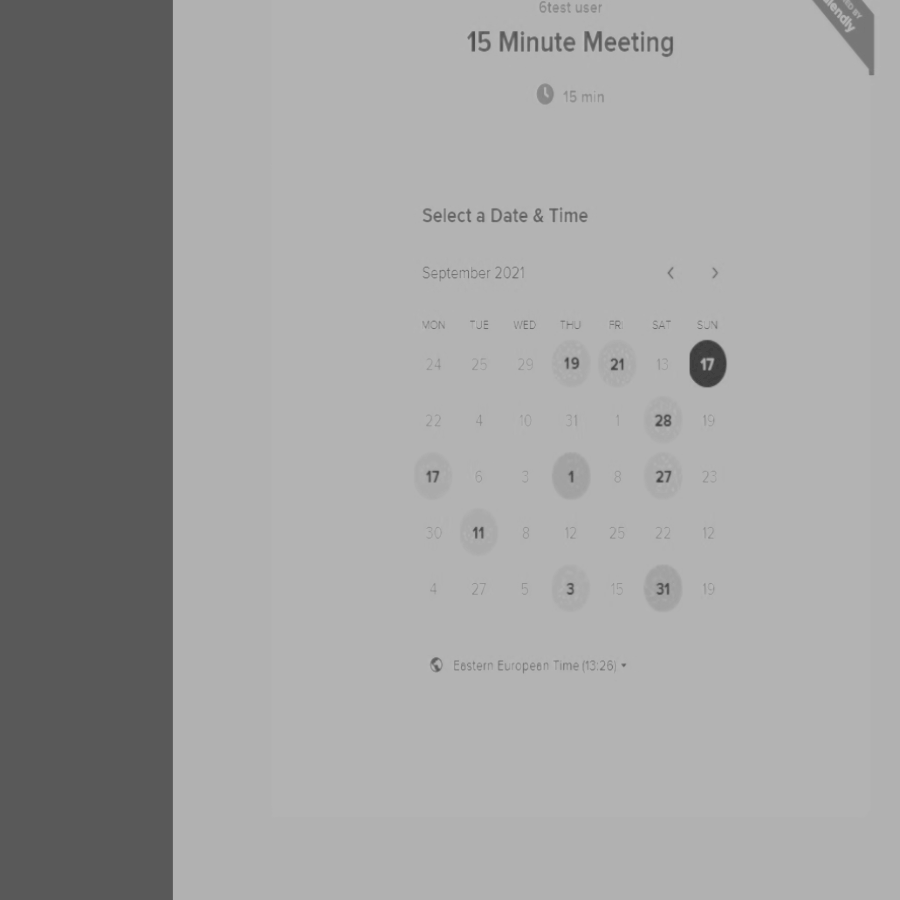 6test user
15 Minute Meeting
15 min
Select a Date & Time
September 2021
MON TUE WED THU FRI SAT SUN
24 25 29 19 21 13 17
22 4 10 31 1 28 19
17 6 3 1 8 27 23
30 11 8 12 25 22 12
4 27 5 3 15 31 19
Eastern European Time (13:26)